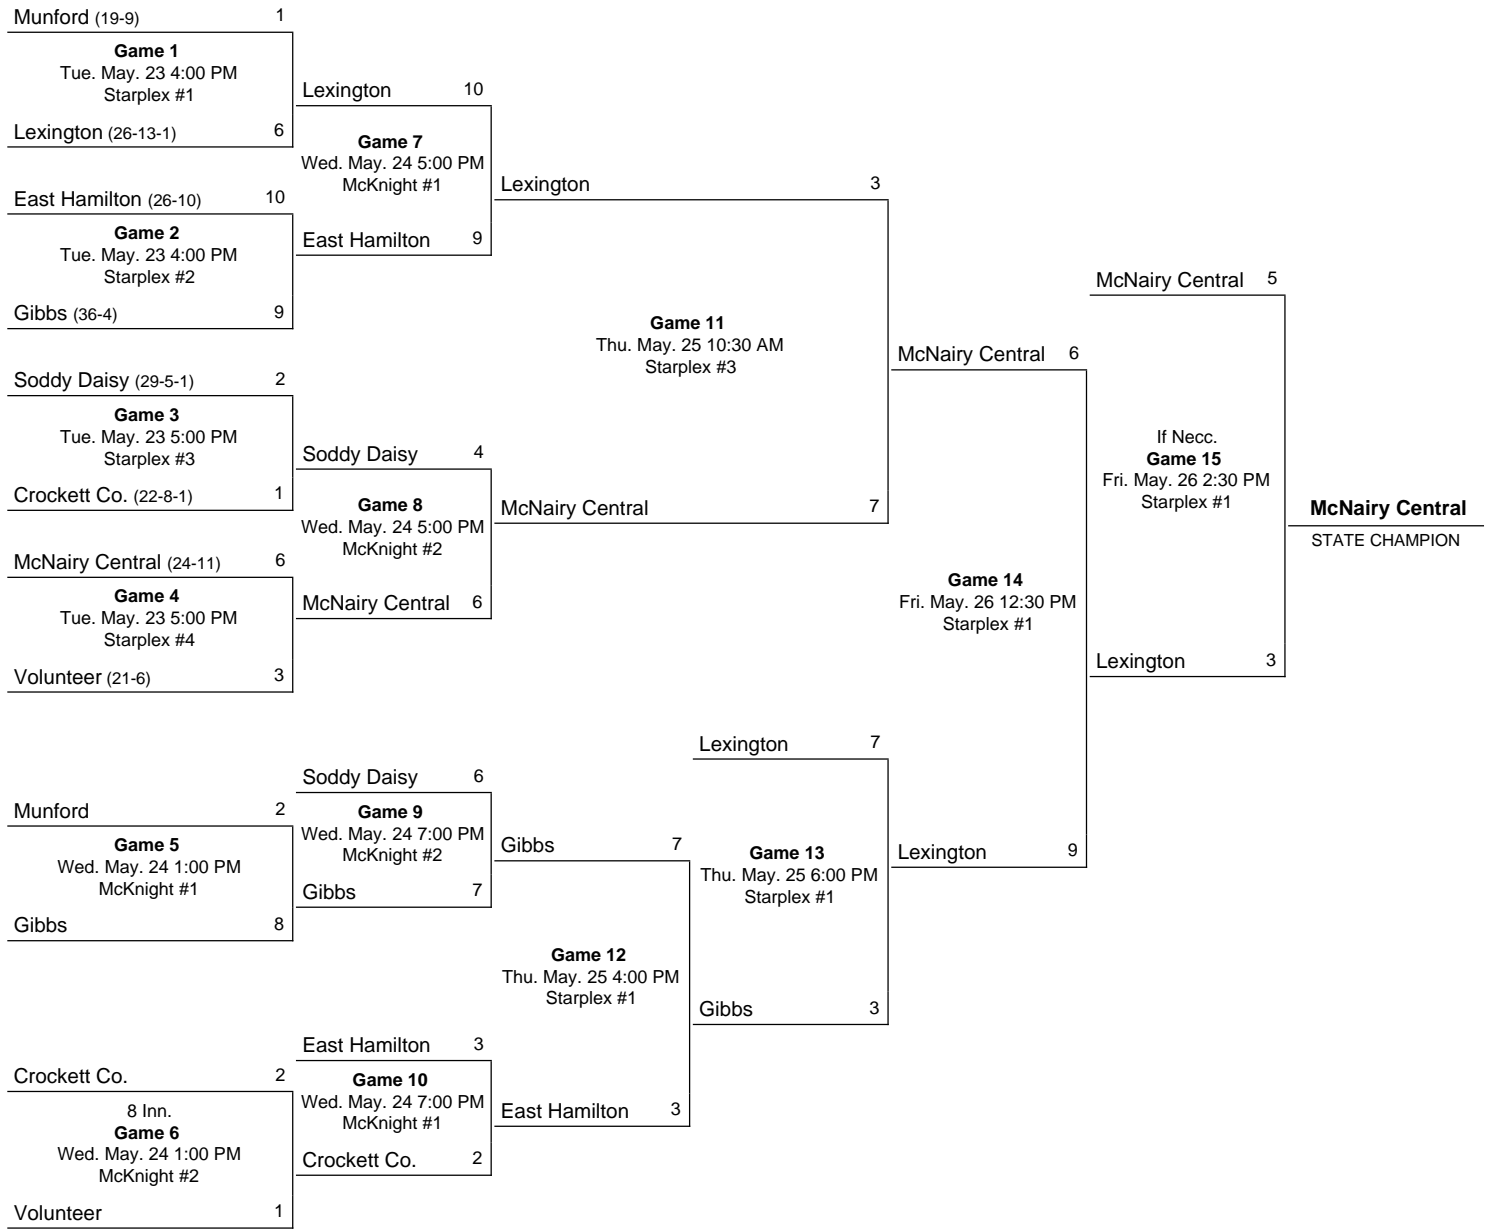 Munford (19-9) 1
Game 1
Tue. May. 23 4:00 PM
Starplex #1
Lexington (26-13-1) 6
East Hamilton (26-10) 10
Game 2
Tue. May. 23 4:00 PM
Starplex #2
Gibbs (36-4) 9
Soddy Daisy (29-5-1) 2
Game 3
Tue. May. 23 5:00 PM
Starplex #3
Crockett Co. (22-8-1) 1
McNairy Central (24-11) 6
Game 4
Tue. May. 23 5:00 PM
Starplex #4
Volunteer (21-6) 3
Munford 2
Game 5
Wed. May. 24 1:00 PM
McKnight #1
Gibbs 8
Crockett Co. 2
8 Inn.
Game 6
Wed. May. 24 1:00 PM
McKnight #2
Volunteer 1
Lexington 10
Game 7
Wed. May. 24 5:00 PM
McKnight #1
East Hamilton 9
Soddy Daisy 4
Game 8
Wed. May. 24 5:00 PM
McKnight #2
McNairy Central 6
Soddy Daisy 6
Game 9
Wed. May. 24 7:00 PM
McKnight #2
Gibbs 7
East Hamilton 3
Game 10
Wed. May. 24 7:00 PM
McKnight #1
Crockett Co. 2
Lexington 3
Game 11
Thu. May. 25 10:30 AM
Starplex #3
McNairy Central 7
Gibbs 7
Game 12
Thu. May. 25 4:00 PM
Starplex #1
East Hamilton 3
Lexington 7
Game 13
Thu. May. 25 6:00 PM
Starplex #1
Gibbs 3
McNairy Central 6
Game 14
Fri. May. 26 12:30 PM
Starplex #1
Lexington 9
McNairy Central 5
If Necc.
Game 15
Fri. May. 26 2:30 PM
Starplex #1
Lexington 3
McNairy Central
STATE CHAMPION